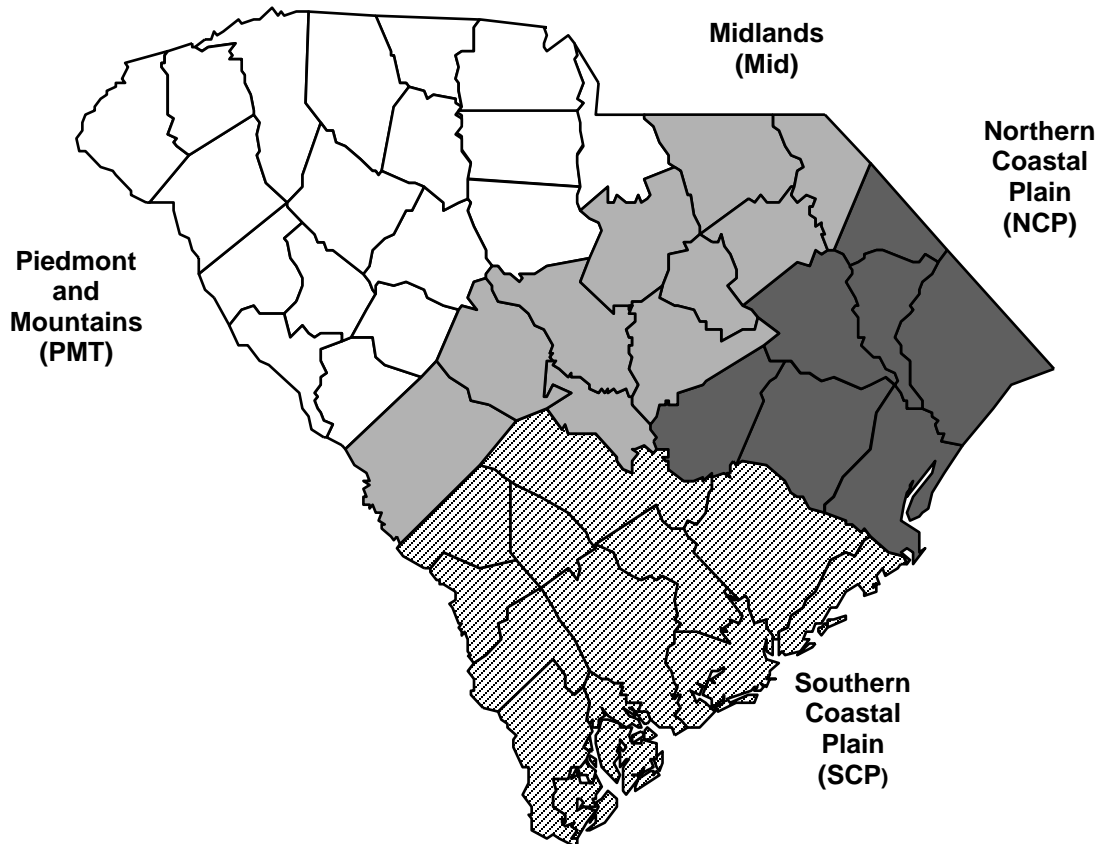 Midlands
(Mid)
Northern
Coastal
Plain
(NCP)
Piedmont
and
Mountains
(PMT)
Southern
Coastal
Plain
(SCP)